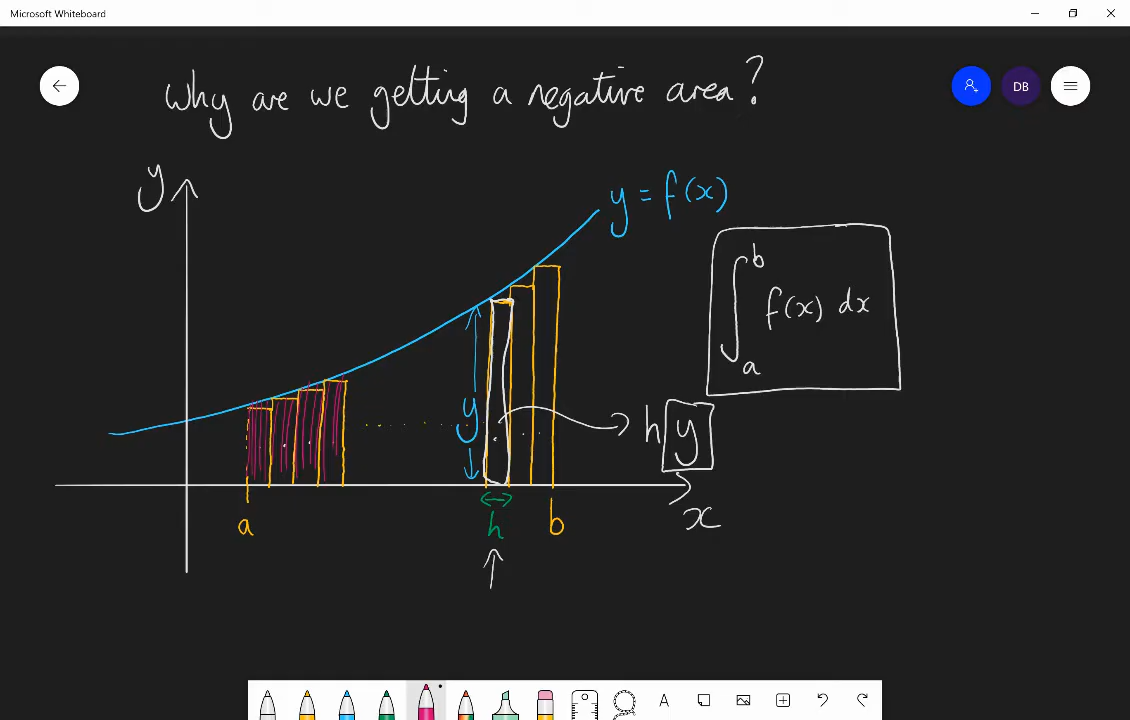 Microsoft Whiteboard
why are we getting a negative area?
DB
y
y = f(x)
∫ₐᵇ f(x) dx
y
h y
a
h
b
x
A